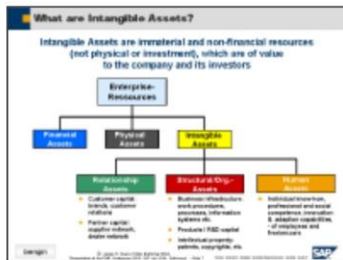 What are Intangible Assets?
Intangible Assets are immaterial and non-financial resources
(not physical or investment), which are of value
to the company and its investors
Enterprise-
Ressources
Financial
Assets
Physical
Assets
Intangible
Assets
Relationship
Assets
Structural/Org.-
Assets
Human
Assets
Customer capital:
brands, customer
relations
Partner capital:
supplier network,
dealer network
Business infrastructure:
work procedures,
processes, information
systems etc.
Products / R&D capital
Intellectual property:
patents, copyrights, etc.
Individual know-how,
professional and social
competence, innovation
& adaption capabilities,
- of employees and
freelancers
SAP